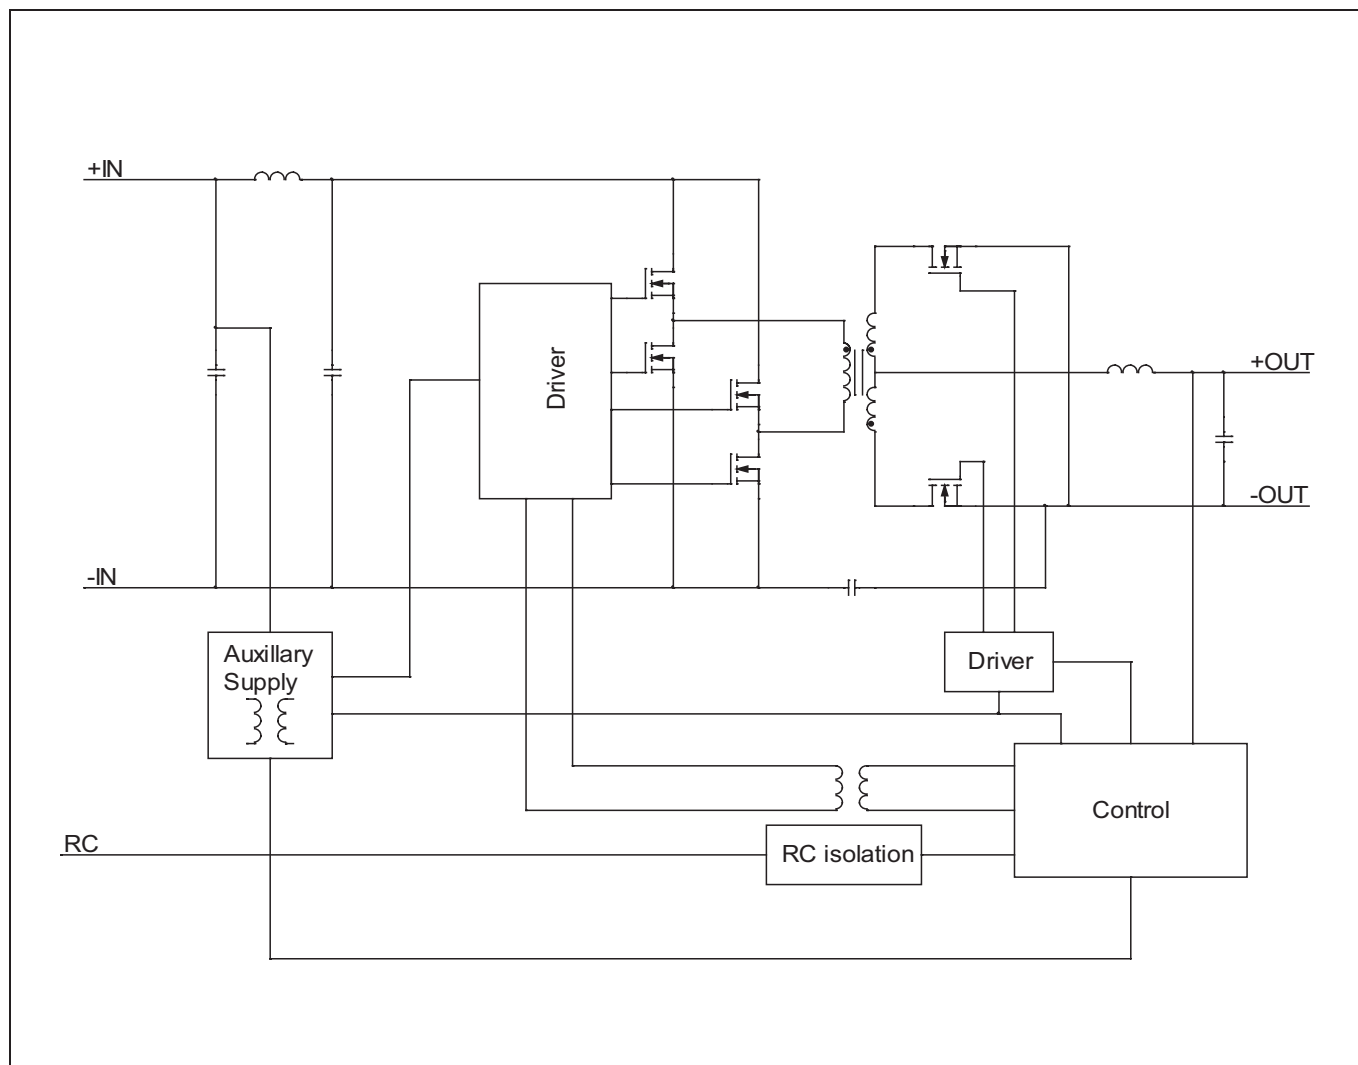 +IN
Driver
+OUT
-OUT
-IN
Auxillary
Supply
Driver
Control
RC
RC isolation